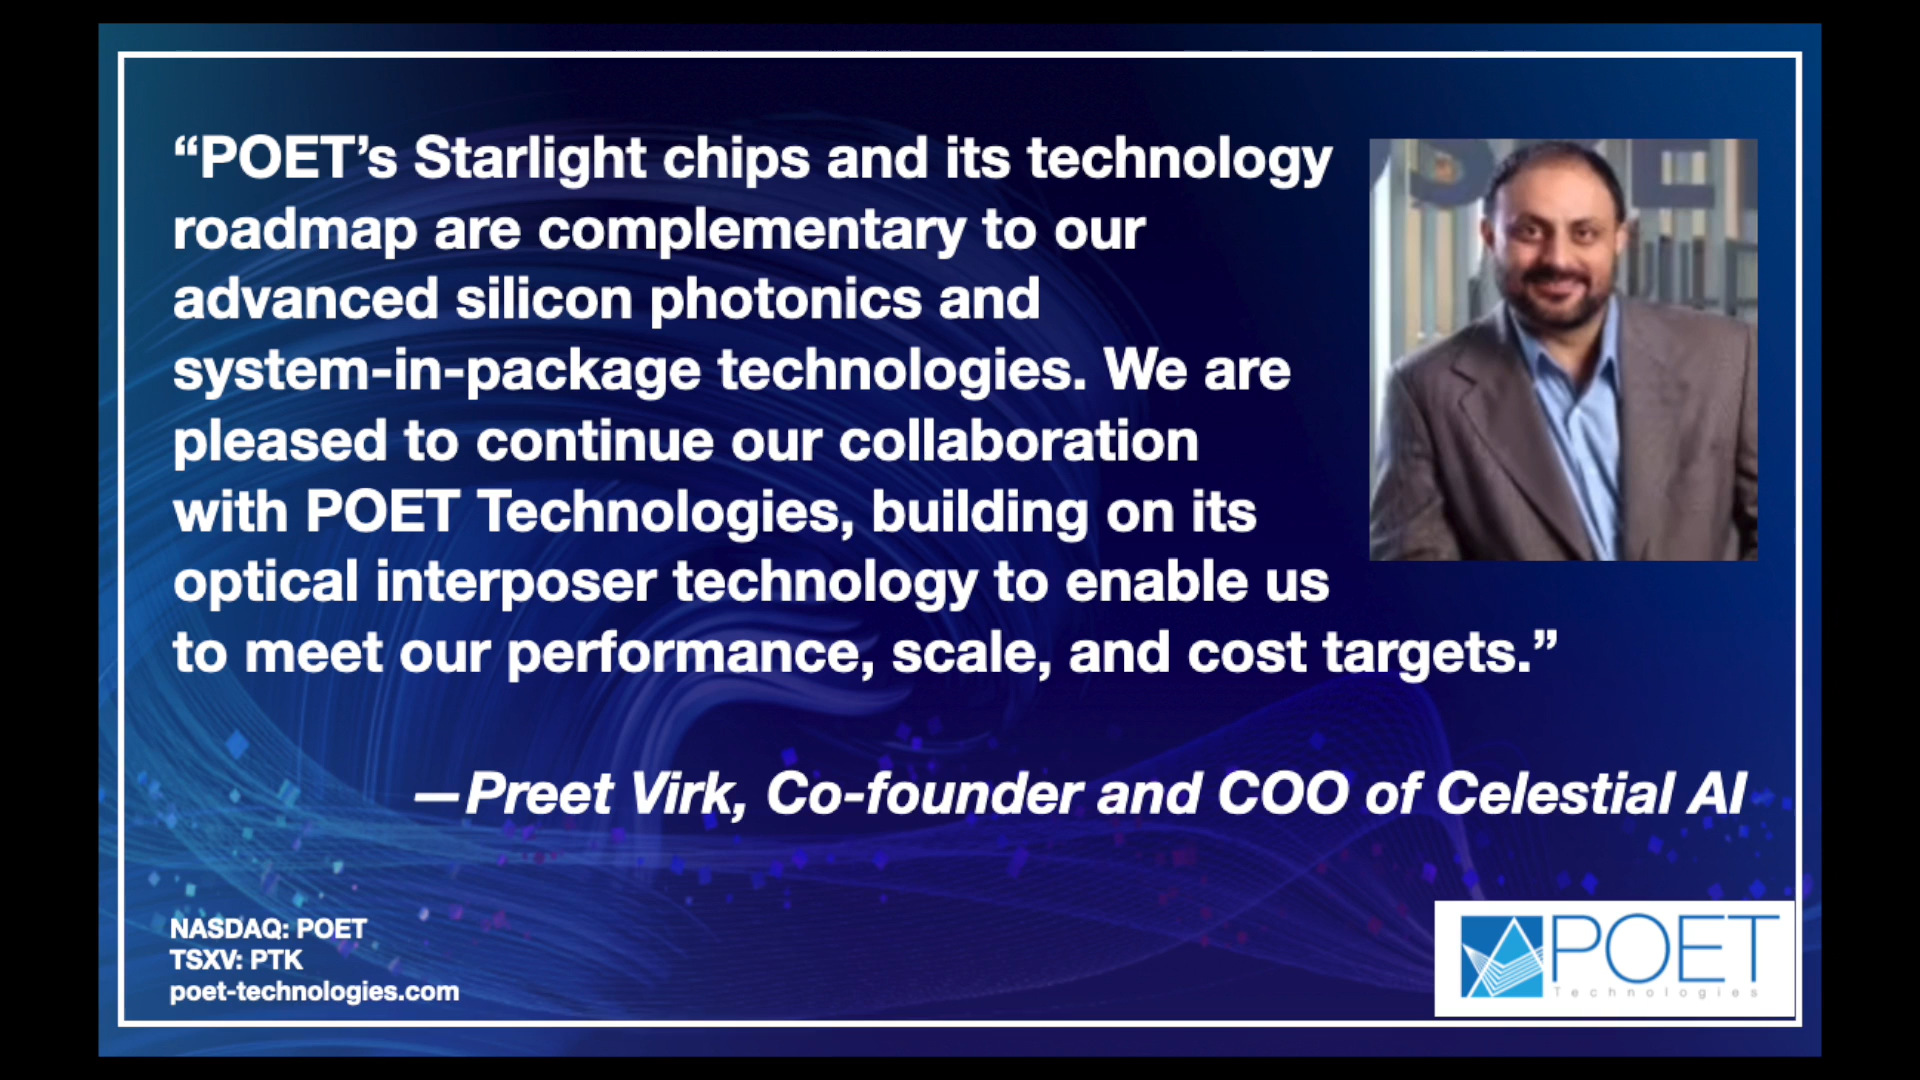 “POET’s Starlight chips and its technology
roadmap are complementary to our
advanced silicon photonics and
system-in-package technologies. We are
pleased to continue our collaboration
with POET Technologies, building on its
optical interposer technology to enable us
to meet our performance, scale, and cost targets.”
—Preet Virk, Co-founder and COO of Celestial AI
NASDAQ: POET
TSXV: PTK
poet-technologies.com
POET
Technologies